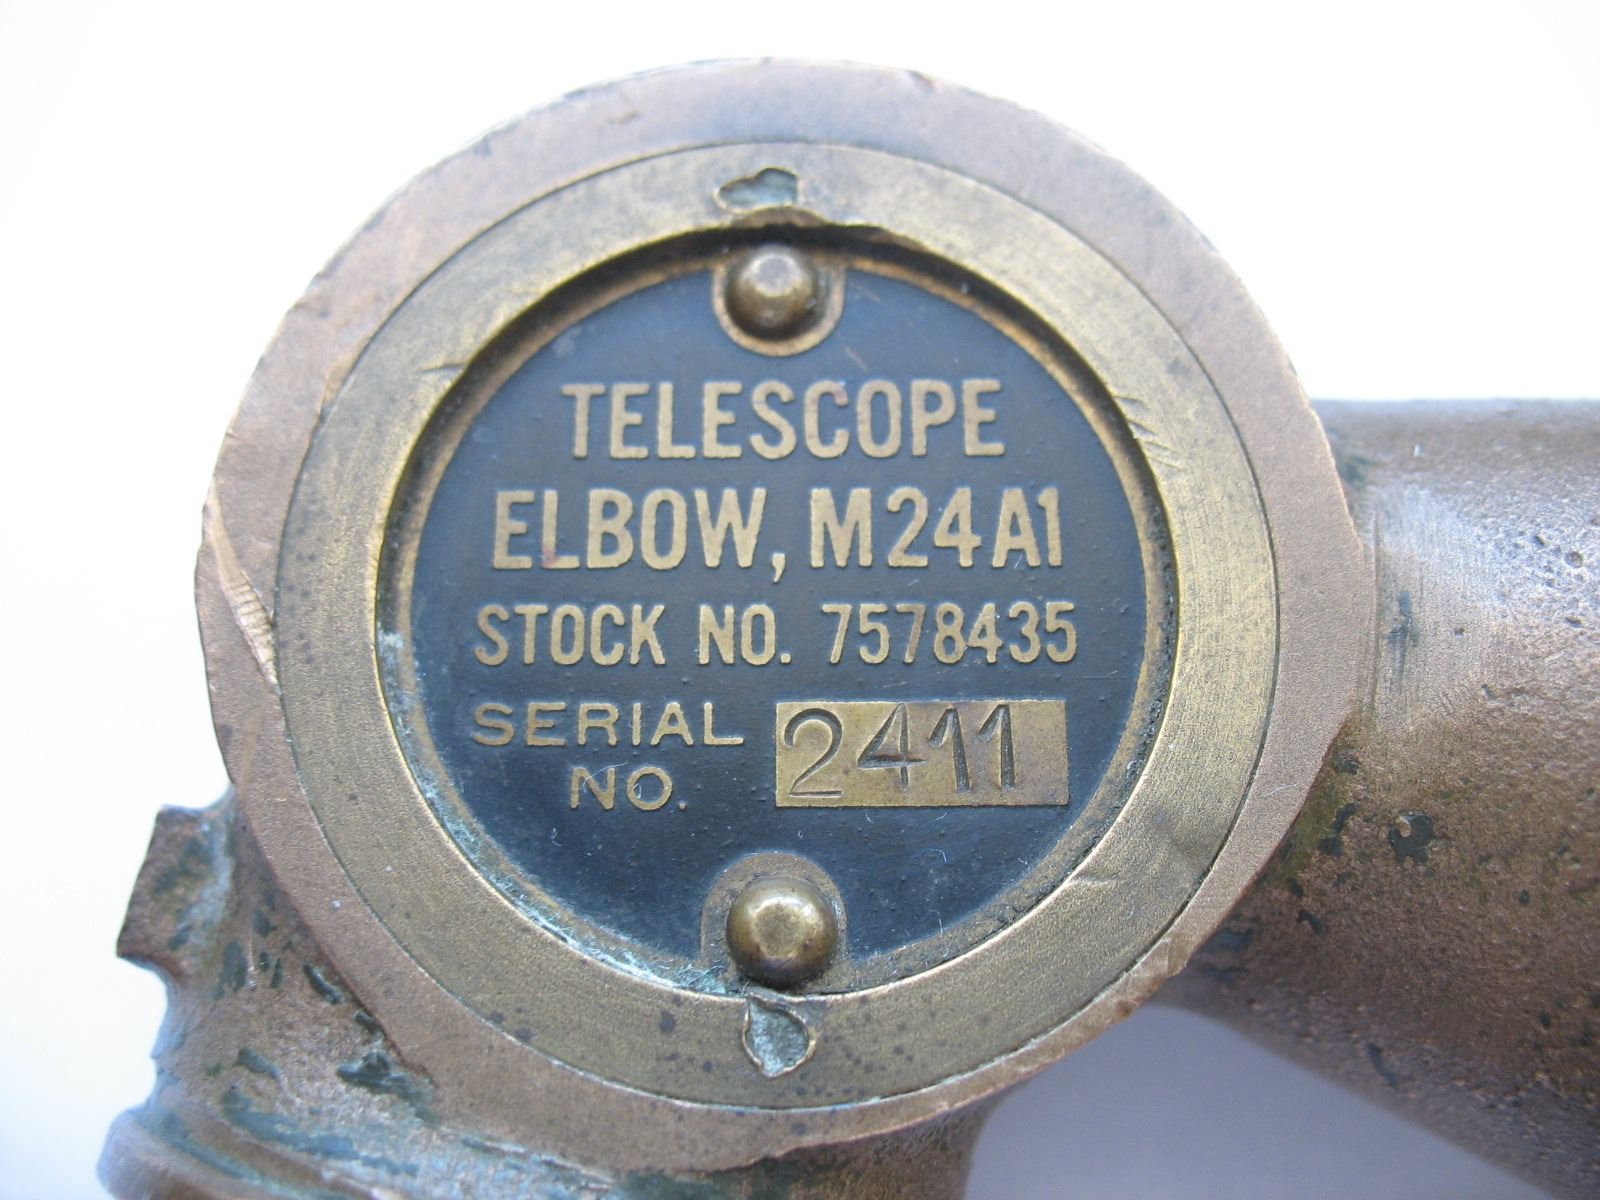 TELESCOPE
ELBOW, M24A1
STOCK NO. 7578435
SERIAL NO. 2411